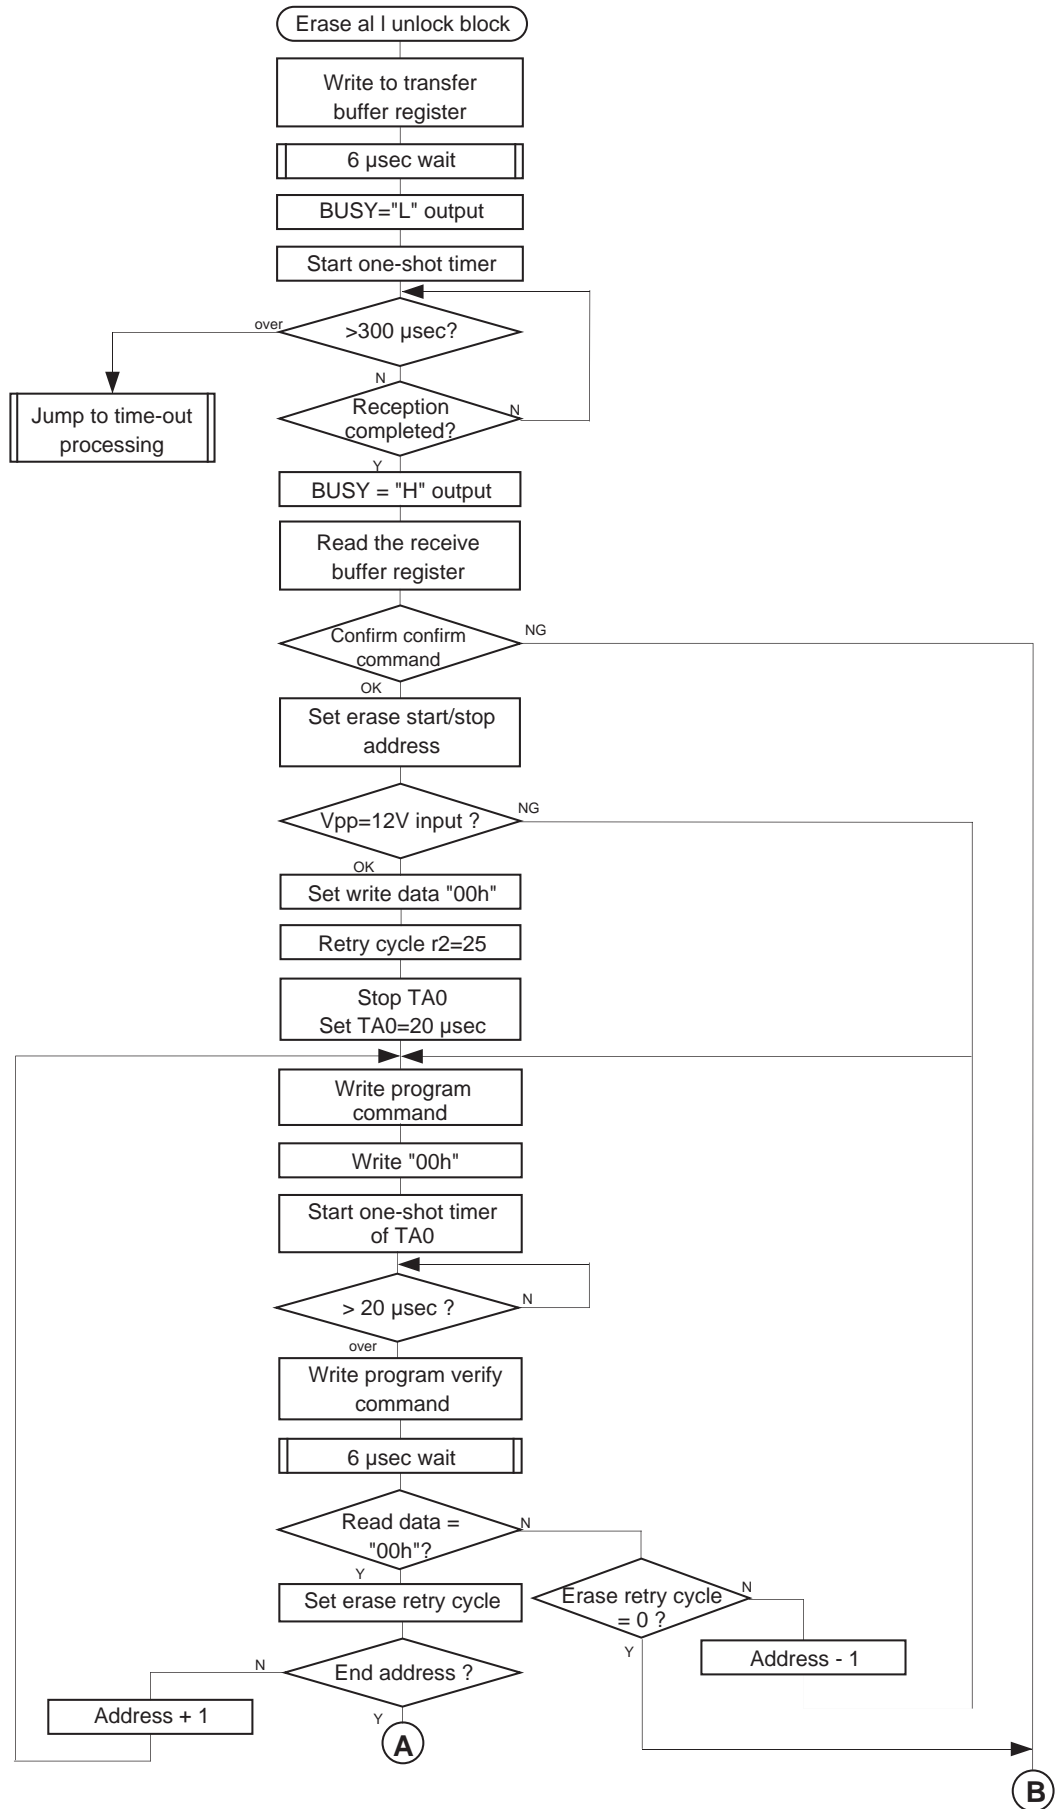 Erase al l unlock block
Write to transfer
buffer register
6 µsec wait
BUSY="L" output
Start one-shot timer
over
>300 µsec?
N
Jump to time-out
processing
Reception
completed?
N
Y
BUSY = "H" output
Read the receive
buffer register
Confirm confirm
command
NG
OK
Set erase start/stop
address
Vpp=12V input ?
NG
OK
Set write data "00h"
Retry cycle r2=25
Stop TA0
Set TA0=20 µsec
Write program
command
Write "00h"
Start one-shot timer
of TA0
> 20 µsec ?
N
over
Write program verify
command
6 µsec wait
Read data =
"00h"?
N
Y
Set erase retry cycle
Erase retry cycle
= 0 ?
N
Y
Address - 1
End address ?
N
Y
Address + 1
A
B